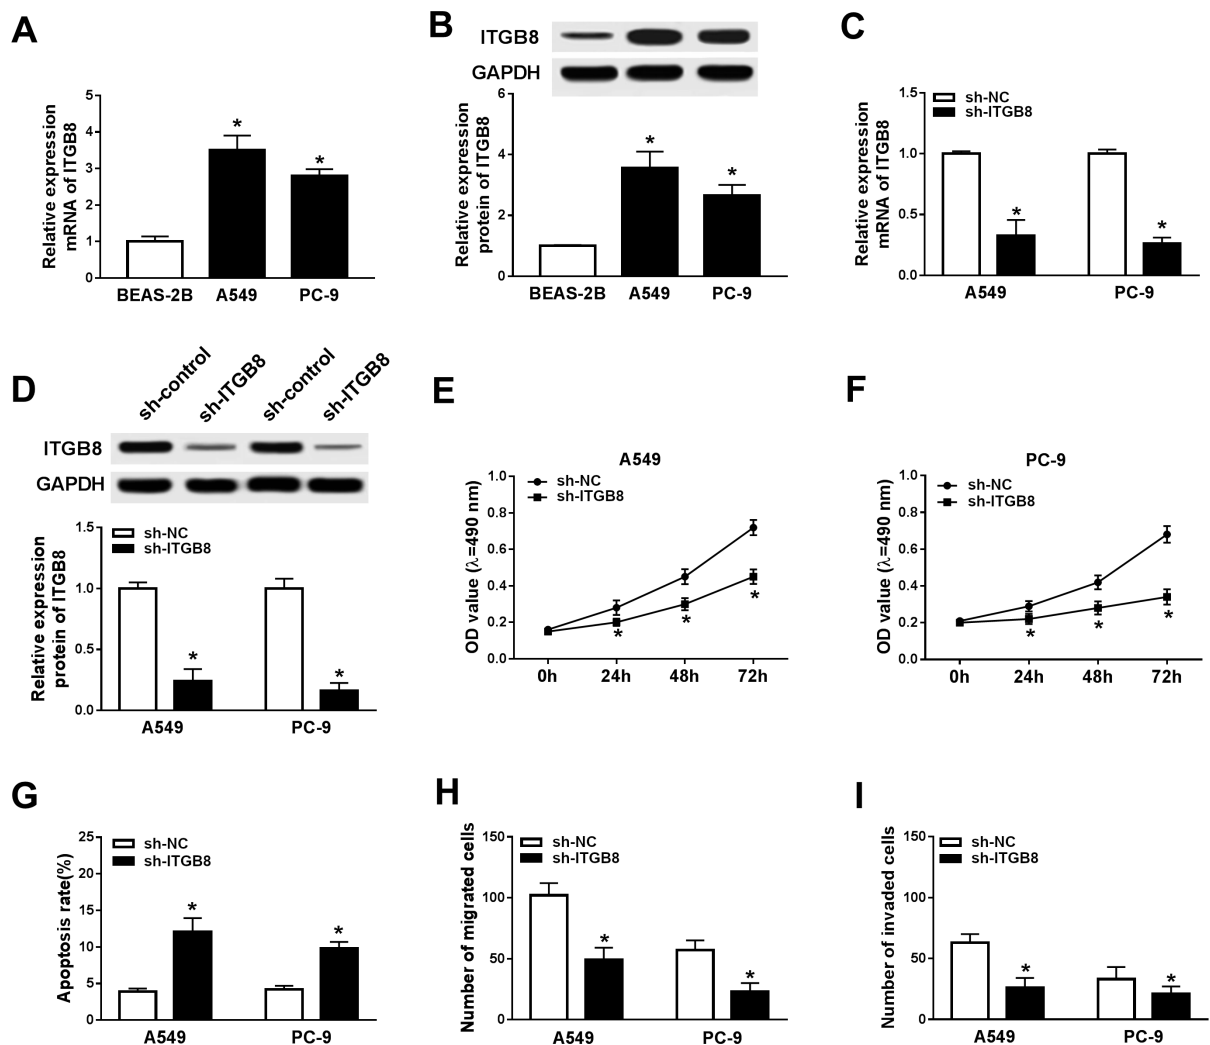 A
Relative expression
mRNA of ITGB8
5
4
3
2
1
0
*
*
BEAS-2B A549 PC-9
B
ITGB8
GAPDH
Relative expression
protein of ITGB8
6
4
2
0
*
*
BEAS-2B A549 PC-9
C
Relative expression
mRNA of ITGB8
1.5
1.0
0.5
0.0
sh-NC
sh-ITGB8
*
*
A549 PC-9
D
sh-control sh-ITGB8 sh-control sh-ITGB8
ITGB8
GAPDH
Relative expression
protein of ITGB8
1.5
1.0
0.5
0.0
sh-NC
sh-ITGB8
*
*
A549 PC-9
E
A549
OD value (λ=490 nm)
1.0
0.8
0.6
0.4
0.2
0.0
sh-NC
sh-ITGB8
*
*
*
0h 24h 48h 72h
F
PC-9
OD value (λ=490 nm)
1.0
0.8
0.6
0.4
0.2
0.0
sh-NC
sh-ITGB8
*
*
*
0h 24h 48h 72h
G
Apoptosis rate(%)
25
20
15
10
5
0
sh-NC
sh-ITGB8
*
*
A549 PC-9
H
Number of migrated cells
150
100
50
0
sh-NC
sh-ITGB8
*
*
A549 PC-9
I
Number of invaded cells
150
100
50
0
sh-NC
sh-ITGB8
*
*
A549 PC-9